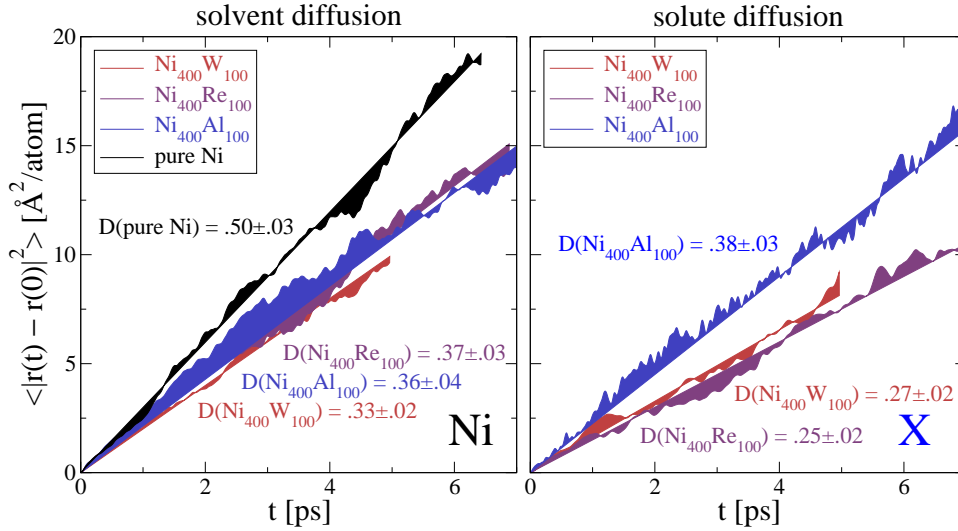 solvent diffusion
solute diffusion
<|r(t) − r(0)|²> [Å²/atom]
20
15
10
5
0
Ni₄₀₀W₁₀₀
Ni₄₀₀Re₁₀₀
Ni₄₀₀Al₁₀₀
pure Ni
D(pure Ni) = .50±.03
D(Ni₄₀₀Re₁₀₀) = .37±.03
D(Ni₄₀₀Al₁₀₀) = .36±.04
D(Ni₄₀₀W₁₀₀) = .33±.02
Ni
0 2 4 6
t [ps]
Ni₄₀₀W₁₀₀
Ni₄₀₀Re₁₀₀
Ni₄₀₀Al₁₀₀
D(Ni₄₀₀Al₁₀₀) = .38±.03
D(Ni₄₀₀W₁₀₀) = .27±.02
D(Ni₄₀₀Re₁₀₀) = .25±.02
X
0 2 4 6
t [ps]